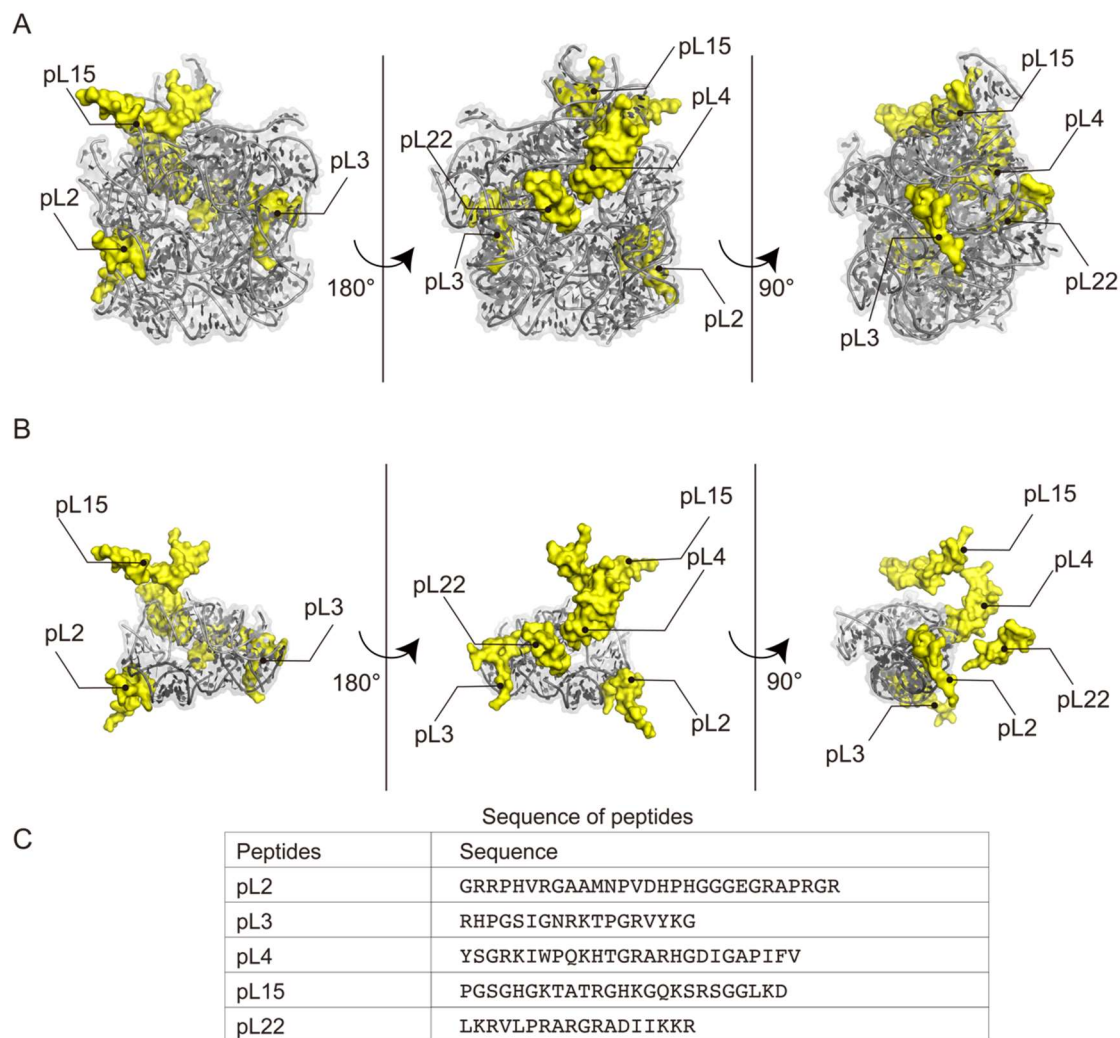 A
pL15
pL2
pL3
180°
pL15
pL4
pL22
pL3
pL2
90°
pL15
pL4
pL22
pL3
B
pL15
pL2
pL3
180°
pL15
pL4
pL22
pL3
pL2
90°
pL15
pL4
pL22
pL2
pL3
C
Sequence of peptides
Peptides Sequence
pL2 GRRPHVRGAAMNPVDHPHGGGEGRAPRGR
pL3 RHPGSIGNRKTPGRVYKG
pL4 YSGRKIWPQKHTGRARHGDIGAPIFV
pL15 PGSGHGKTATRGHKGQKSRSGGLKD
pL22 LKRVLPRARGRADIIKKR